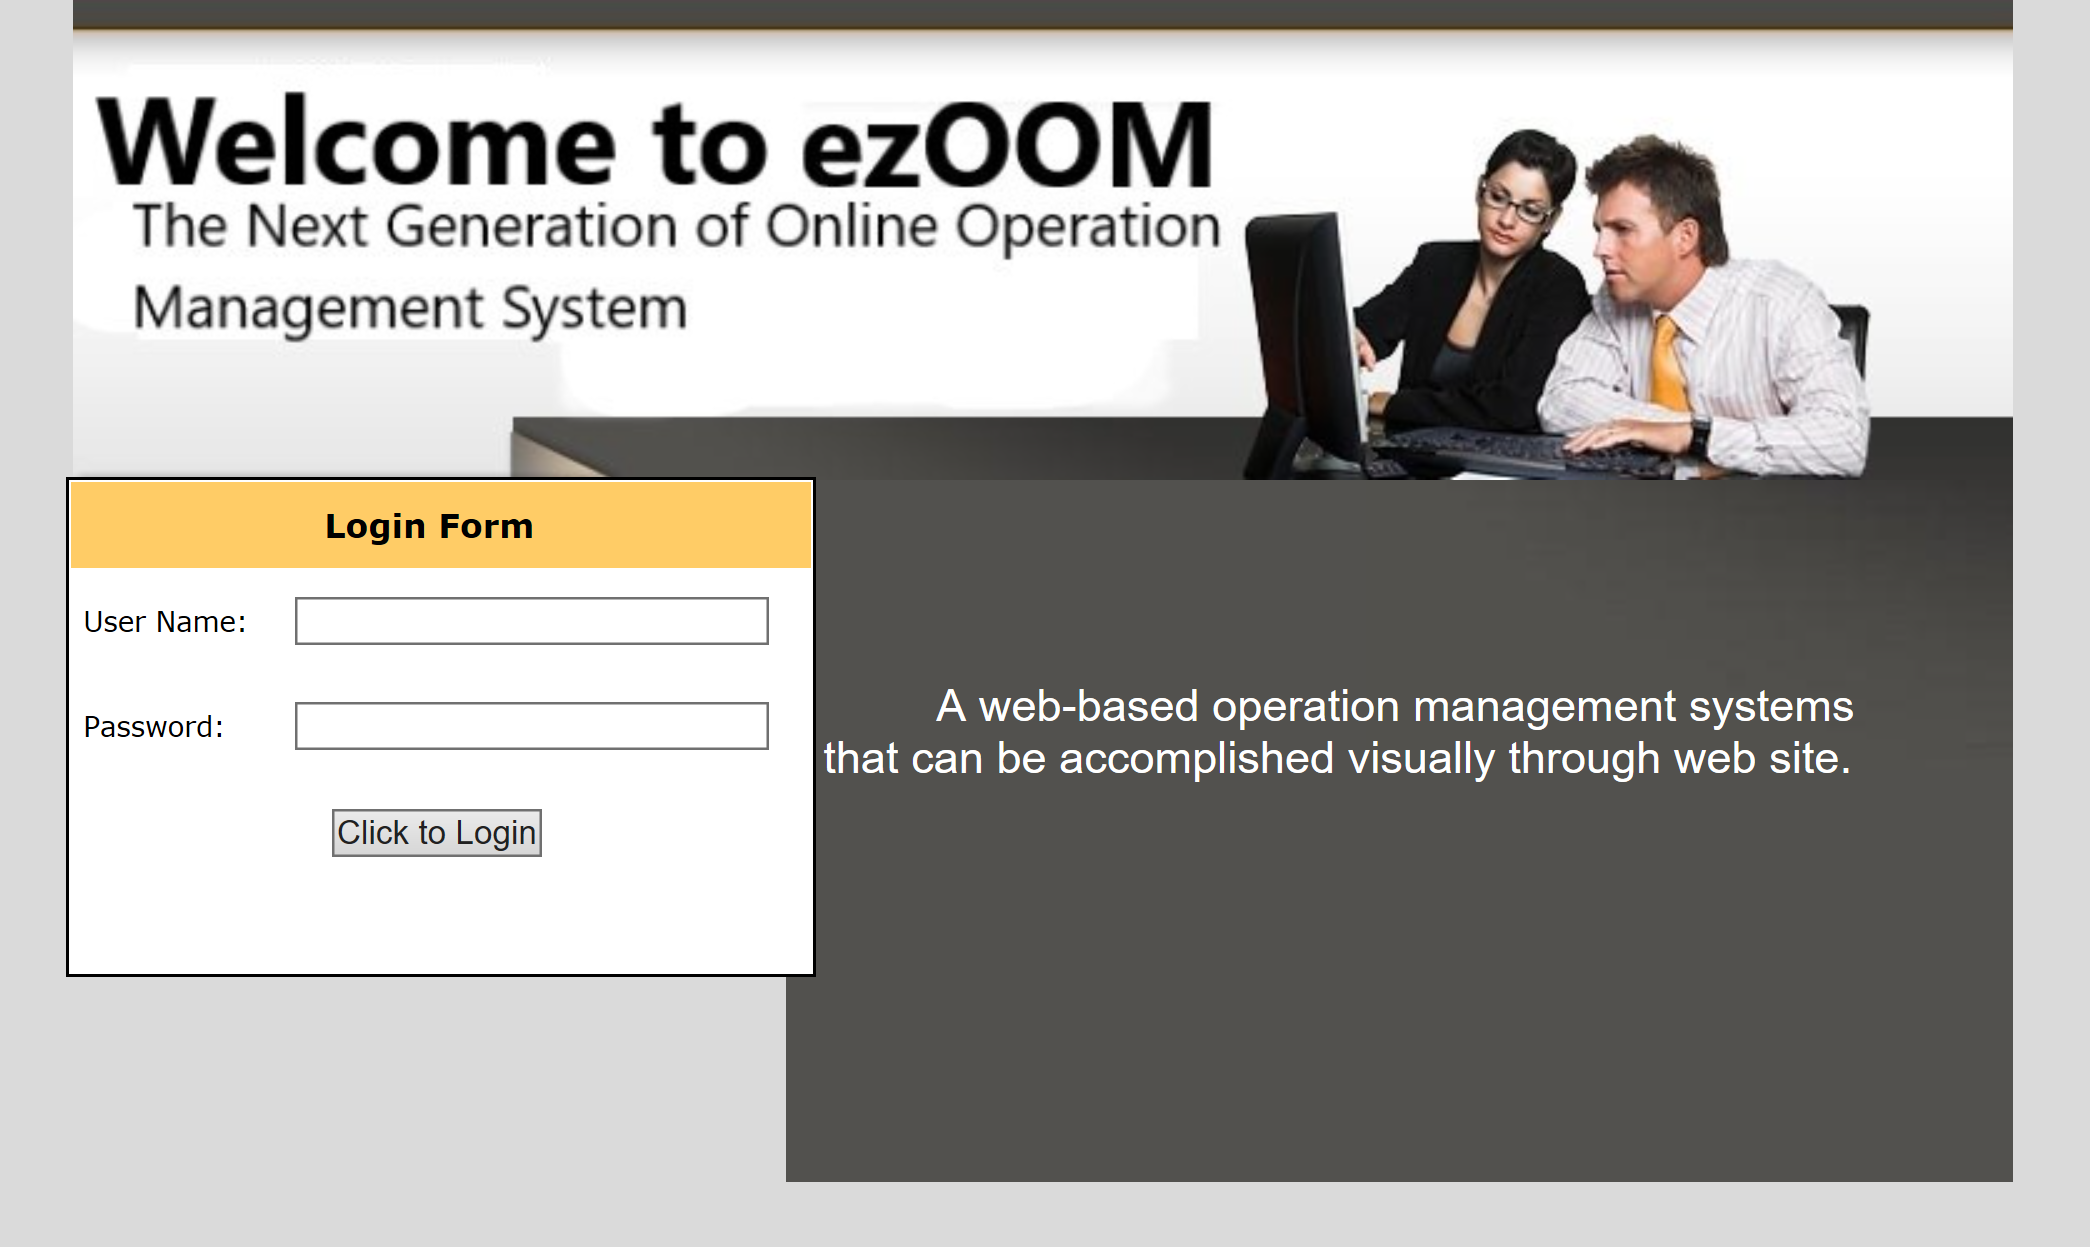 Welcome to ezOOM
The Next Generation of Online Operation
Management System
Login Form
User Name:
Password:
Click to Login
A web-based operation management systems
that can be accomplished visually through web site.